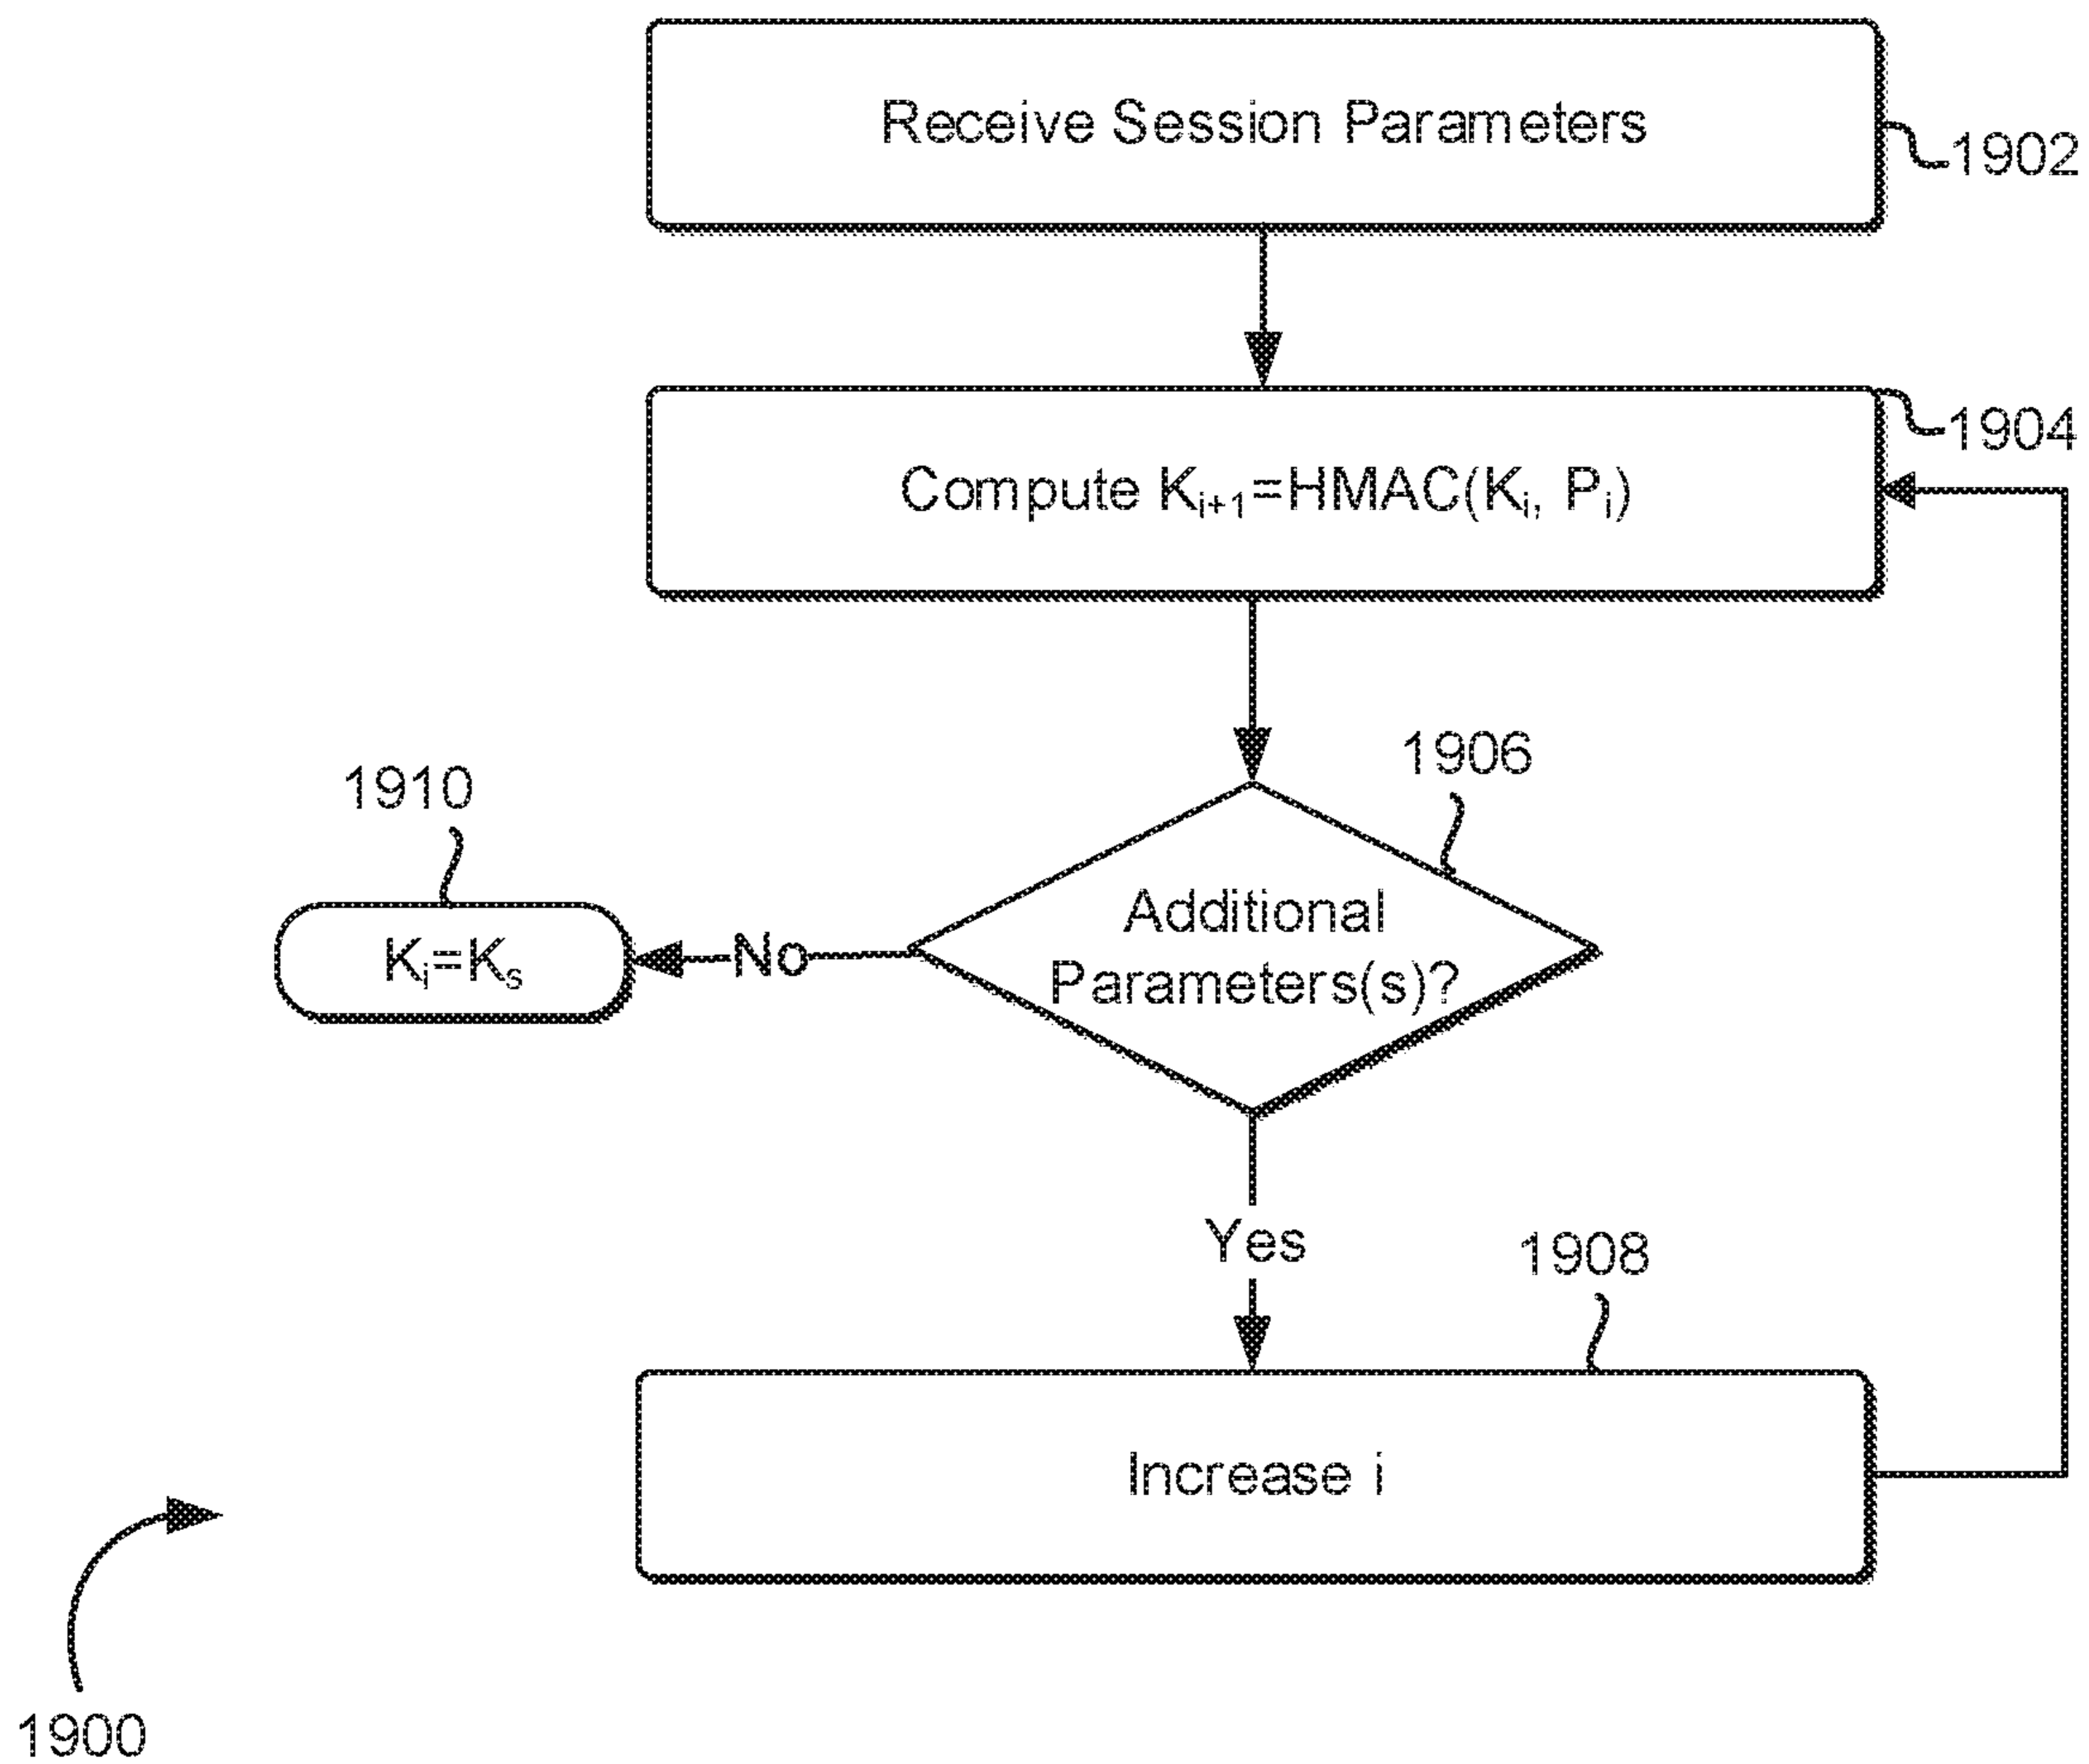 Receive Session Parameters
1902
1904
Compute Kᵢ₊₁=HMAC(Kᵢ, Pᵢ)
1906
1910
Additional
Parameters(s)?
No
Kᵢ=Kₛ
Yes
1908
Increase i
1900